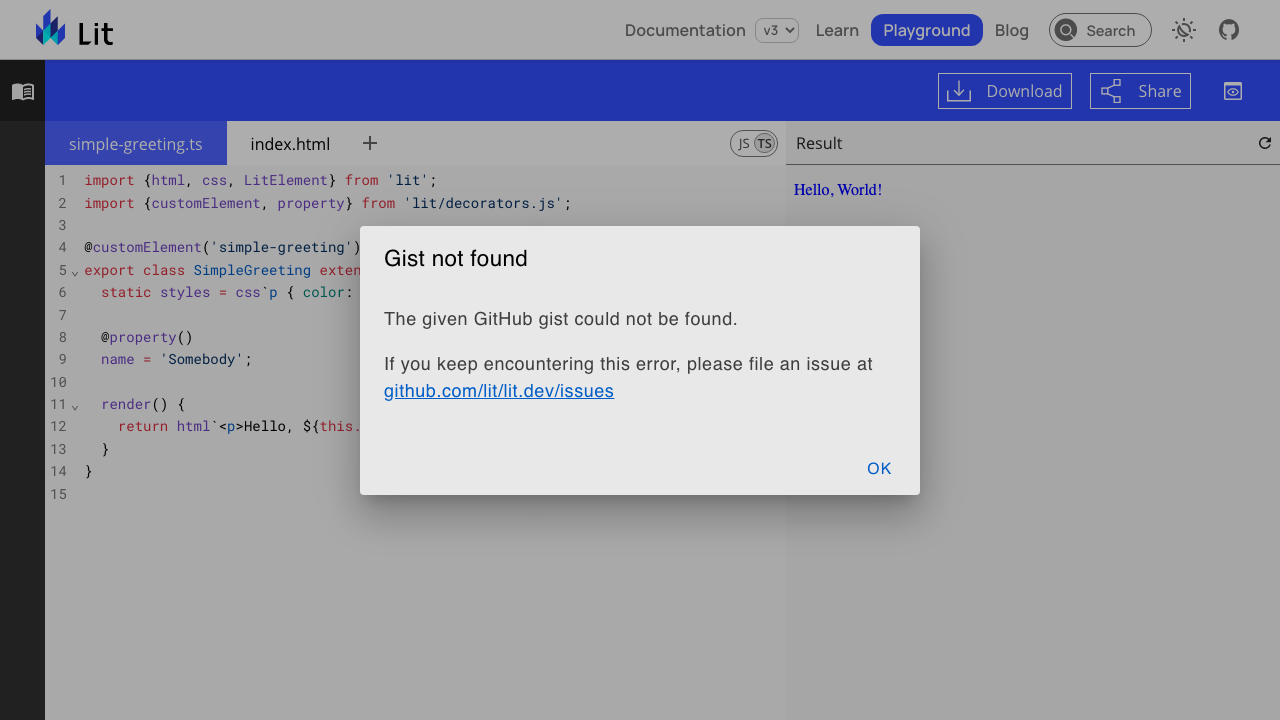 Lit
Documentation v3 Learn Playground Blog Search
Download Share
simple-greeting.ts index.html JS TS Result
1 import {html, css, LitElement} from 'lit';
2 import {customElement, property} from 'lit/decorators.js';
3
4 @customElement('simple-greeting')
5 export class SimpleGreeting exten
6 static styles = css`p { color:
7
8 @property()
9 name = 'Somebody';
10
11 render() {
12 return html`<p>Hello, ${this.
13 }
14 }
15
Hello, World!
Gist not found
The given GitHub gist could not be found.
If you keep encountering this error, please file an issue at
github.com/lit/lit.dev/issues
OK